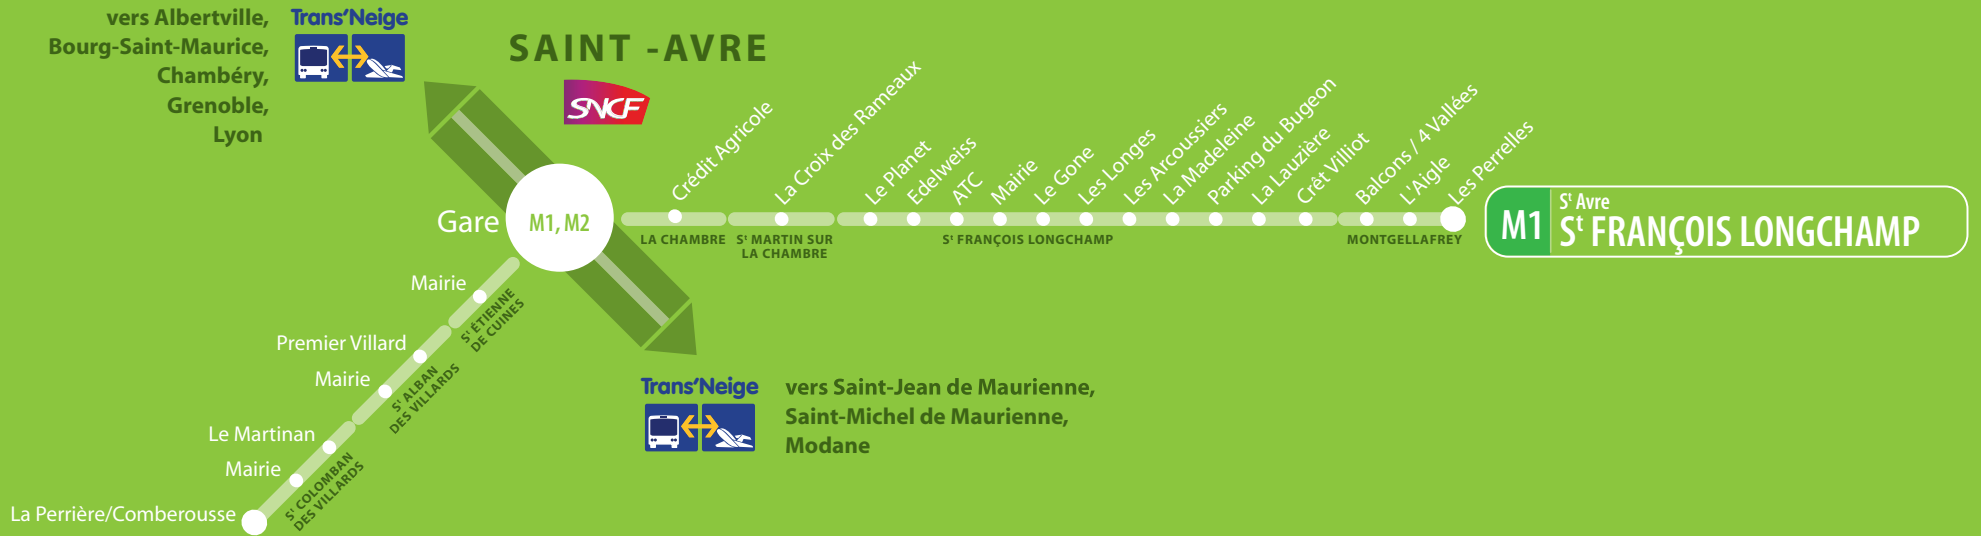 vers Albertville,
Bourg-Saint-Maurice,
Chambéry,
Grenoble,
Lyon
Trans'Neige
SAINT -AVRE
SNCF
Gare
M1, M2
Crédit Agricole
La Croix des Rameaux
Le Planet
Edelweiss
ATC
Mairie
Le Gone
Les Longes
Les Arcoussiers
La Madeleine
Parking du Bugeon
La Lauzière
Crêt Villiot
Balcons / 4 Vallées
L'Aigle
Les Perrelles
LA CHAMBRE
St MARTIN SUR
LA CHAMBRE
St FRANÇOIS LONGCHAMP
MONTGELLAFREY
M1
St Avre
St FRANÇOIS LONGCHAMP
Mairie
St ÉTIENNE
DE CUINES
Premier Villard
Mairie
St ALBAN
DES VILLARDS
Le Martinan
Mairie
St COLOMBAN
DES VILLARDS
La Perrière/Comberousse
Trans'Neige
vers Saint-Jean de Maurienne,
Saint-Michel de Maurienne,
Modane